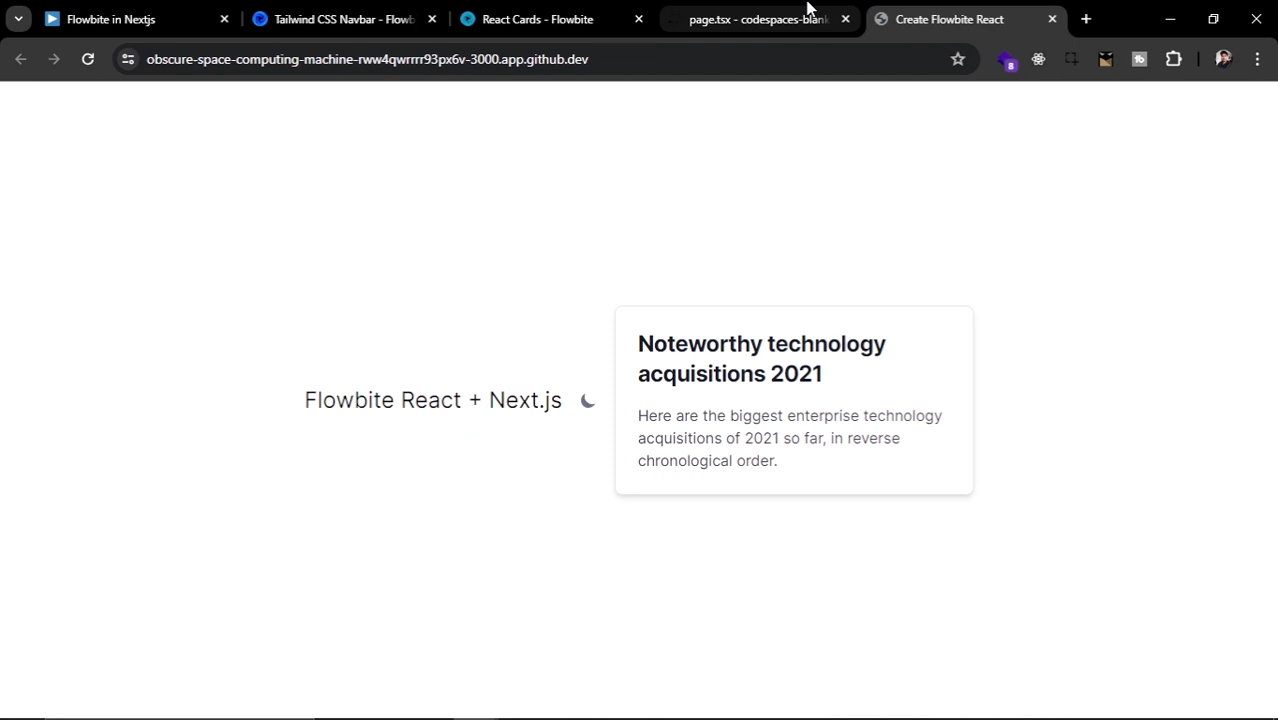 Flowbite in Nextjs
Tailwind CSS Navbar - Flowb
React Cards - Flowbite
page.tsx - codespaces-blank
Create Flowbite React
obscure-space-computing-machine-rww4qwrrrr93px6v-3000.app.github.dev
8
Flowbite React + Next.js
Noteworthy technology
acquisitions 2021
Here are the biggest enterprise technology
acquisitions of 2021 so far, in reverse
chronological order.